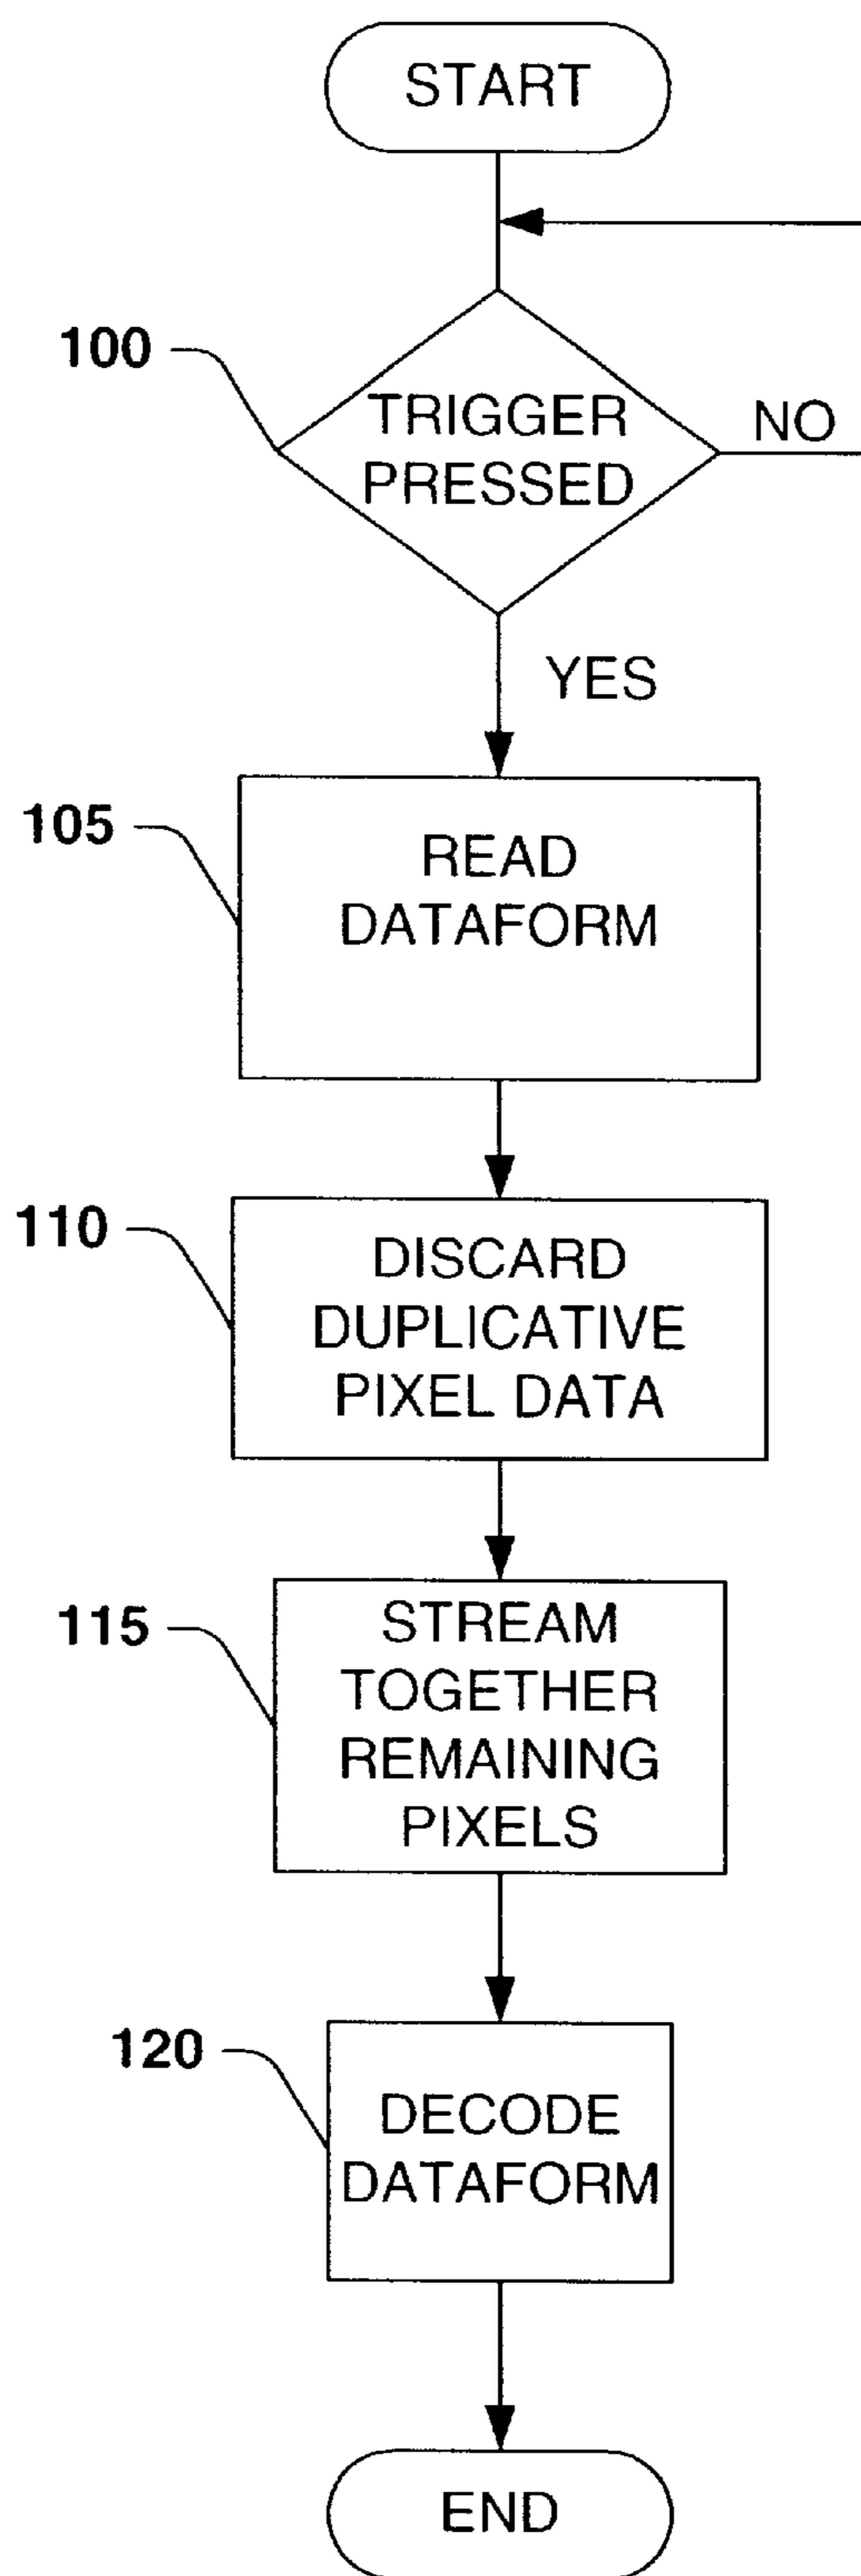 START
100
TRIGGER
PRESSED
NO
YES
105
READ
DATAFORM
110
DISCARD
DUPLICATIVE
PIXEL DATA
115
STREAM
TOGETHER
REMAINING
PIXELS
120
DECODE
DATAFORM
END